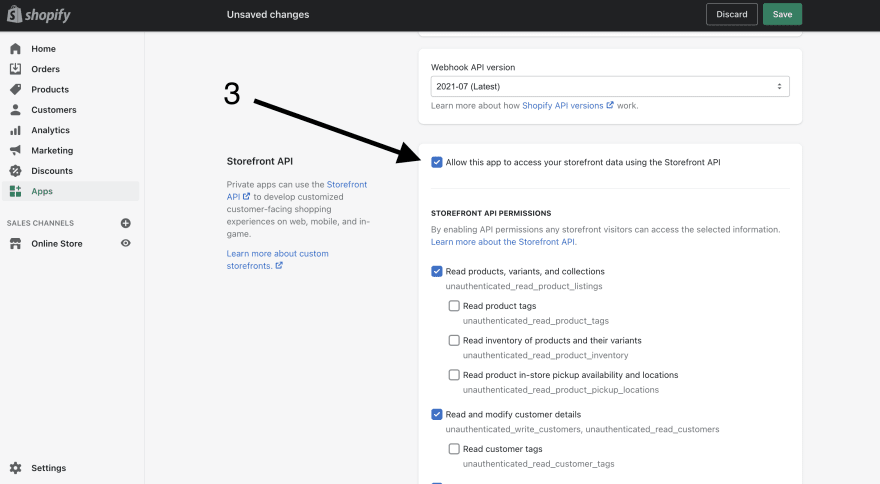 shopify
Unsaved changes
Discard
Save
Home
Orders
Products
Customers
Analytics
Marketing
Discounts
Apps
SALES CHANNELS
Online Store
Settings
3
Webhook API version
2021-07 (Latest)
Learn more about how Shopify API versions work.
Storefront API
Private apps can use the Storefront
API to develop customized
customer-facing shopping
experiences on web, mobile, and in-
game.
Learn more about custom
storefronts.
Allow this app to access your storefront data using the Storefront API
STOREFRONT API PERMISSIONS
By enabling API permissions any storefront visitors can access the selected information.
Learn more about the Storefront API.
Read products, variants, and collections
unauthenticated_read_product_listings
Read product tags
unauthenticated_read_product_tags
Read inventory of products and their variants
unauthenticated_read_product_inventory
Read product in-store pickup availability and locations
unauthenticated_read_product_pickup_locations
Read and modify customer details
unauthenticated_write_customers, unauthenticated_read_customers
Read customer tags
unauthenticated_read_customer_tags